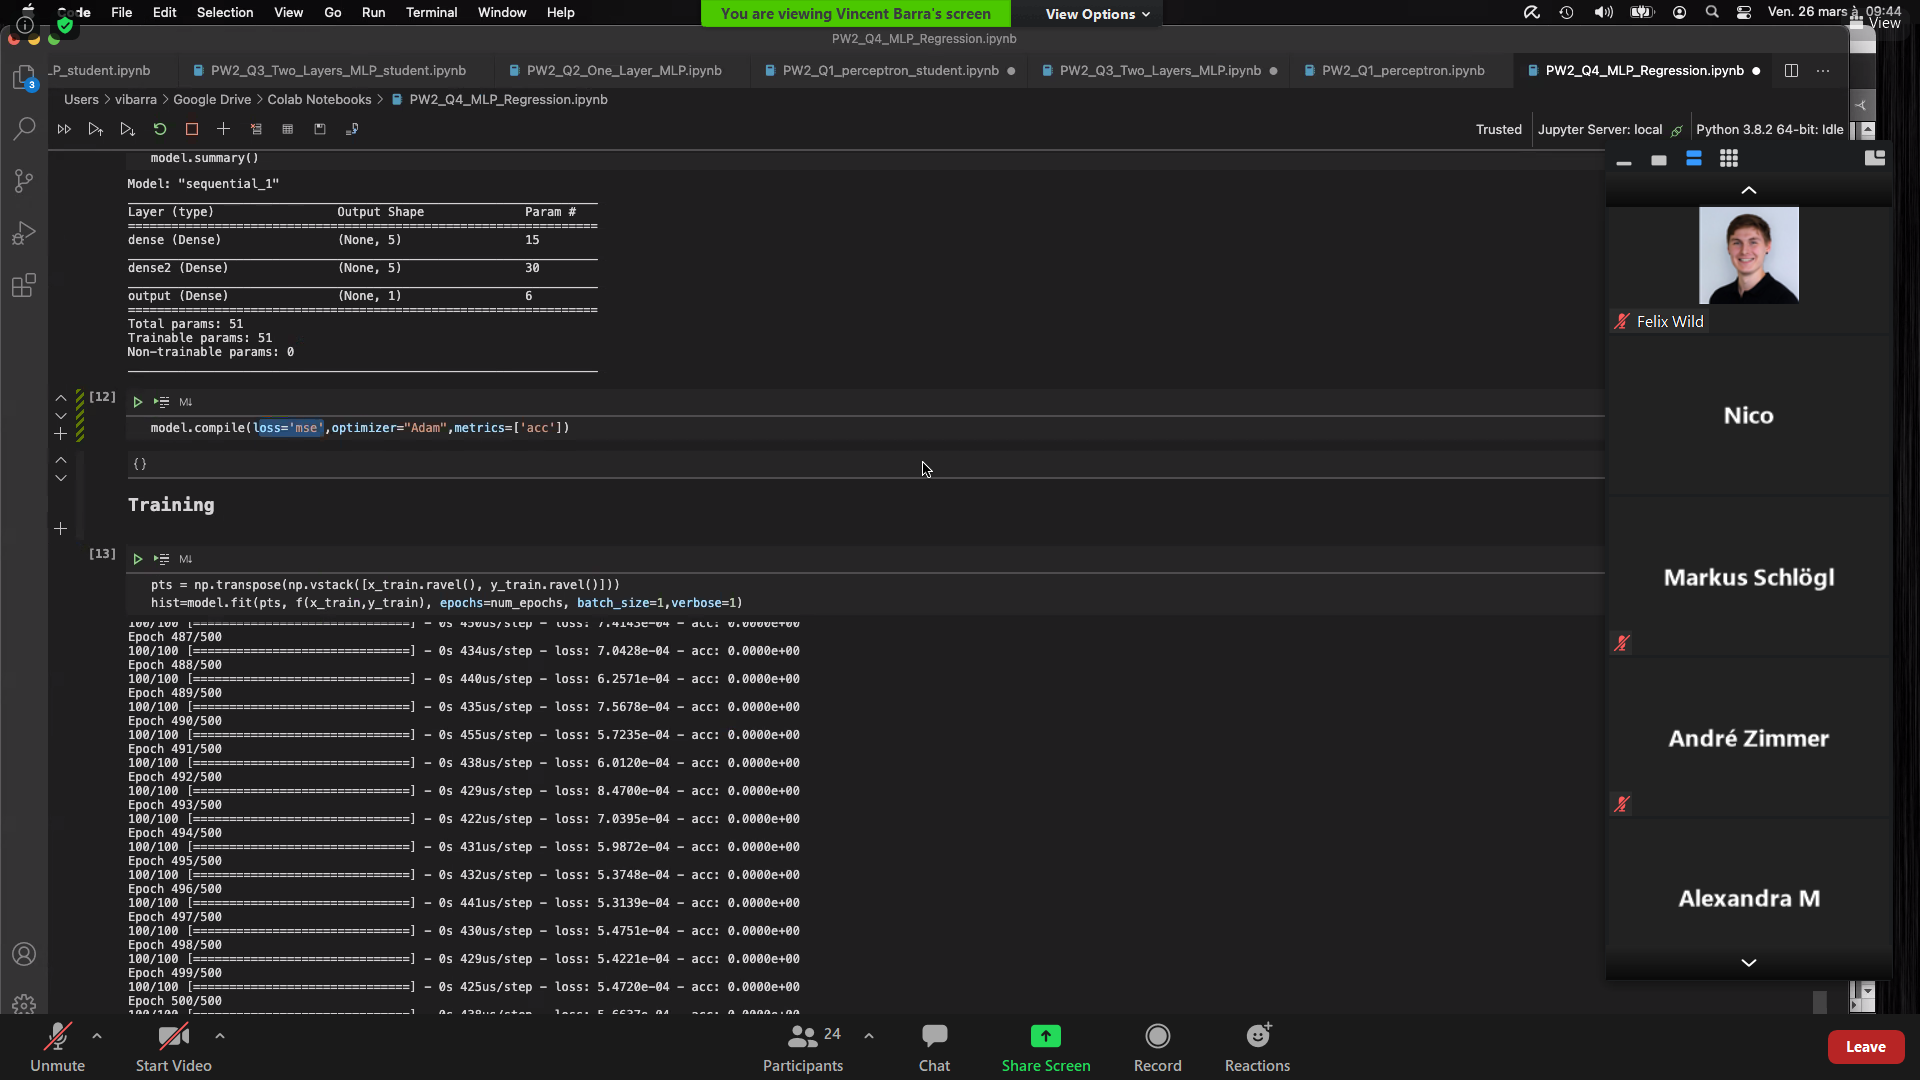 Code File Edit Selection View Go Run Terminal Window Help
You are viewing Vincent Barra's screen View Options
Ven. 26 mars à 09:44
View
PW2_Q4_MLP_Regression.ipynb
_P_student.ipynb PW2_Q3_Two_Layers_MLP_student.ipynb PW2_Q2_One_Layer_MLP.ipynb PW2_Q1_perceptron_student.ipynb PW2_Q3_Two_Layers_MLP.ipynb PW2_Q1_perceptron.ipynb PW2_Q4_MLP_Regression.ipynb
3
Users > vibarra > Google Drive > Colab Notebooks > PW2_Q4_MLP_Regression.ipynb
Trusted Jupyter Server: local Python 3.8.2 64-bit: Idle
model.summary()
Model: "sequential_1"
Layer (type) Output Shape Param #
dense (Dense) (None, 5) 15
dense2 (Dense) (None, 5) 30
output (Dense) (None, 1) 6
Total params: 51
Trainable params: 51
Non-trainable params: 0
[12]
M↓
model.compile(loss='mse',optimizer="Adam",metrics=['acc'])
{}
Training
[13]
M↓
pts = np.transpose(np.vstack([x_train.ravel(), y_train.ravel()]))
hist=model.fit(pts, f(x_train,y_train), epochs=num_epochs, batch_size=1,verbose=1)
100/100 [==============================] - 0s 450us/step - loss: 7.4143e-04 - acc: 0.0000e+00
Epoch 487/500
100/100 [==============================] - 0s 434us/step - loss: 7.0428e-04 - acc: 0.0000e+00
Epoch 488/500
100/100 [==============================] - 0s 440us/step - loss: 6.2571e-04 - acc: 0.0000e+00
Epoch 489/500
100/100 [==============================] - 0s 435us/step - loss: 7.5678e-04 - acc: 0.0000e+00
Epoch 490/500
100/100 [==============================] - 0s 455us/step - loss: 5.7235e-04 - acc: 0.0000e+00
Epoch 491/500
100/100 [==============================] - 0s 438us/step - loss: 6.0120e-04 - acc: 0.0000e+00
Epoch 492/500
100/100 [==============================] - 0s 429us/step - loss: 8.4700e-04 - acc: 0.0000e+00
Epoch 493/500
100/100 [==============================] - 0s 422us/step - loss: 7.0395e-04 - acc: 0.0000e+00
Epoch 494/500
100/100 [==============================] - 0s 431us/step - loss: 5.9872e-04 - acc: 0.0000e+00
Epoch 495/500
100/100 [==============================] - 0s 432us/step - loss: 5.3748e-04 - acc: 0.0000e+00
Epoch 496/500
100/100 [==============================] - 0s 441us/step - loss: 5.3139e-04 - acc: 0.0000e+00
Epoch 497/500
100/100 [==============================] - 0s 430us/step - loss: 5.4751e-04 - acc: 0.0000e+00
Epoch 498/500
100/100 [==============================] - 0s 429us/step - loss: 5.4221e-04 - acc: 0.0000e+00
Epoch 499/500
100/100 [==============================] - 0s 425us/step - loss: 5.4720e-04 - acc: 0.0000e+00
Epoch 500/500
Felix Wild
Nico
Markus Schlögl
André Zimmer
Alexandra M
Unmute Start Video Participants 24 Chat Share Screen Record Reactions Leave